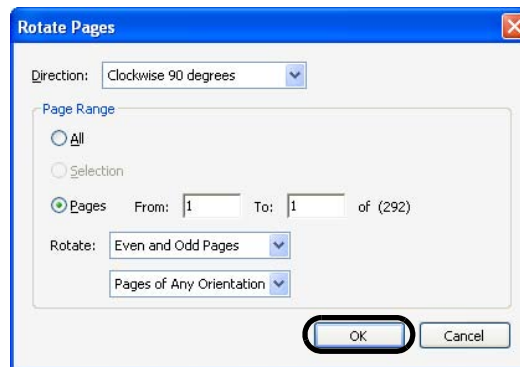 Rotate Pages
Direction: Clockwise 90 degrees
Page Range
All
Selection
Pages From: 1 To: 1 of (292)
Rotate: Even and Odd Pages
Pages of Any Orientation
OK Cancel